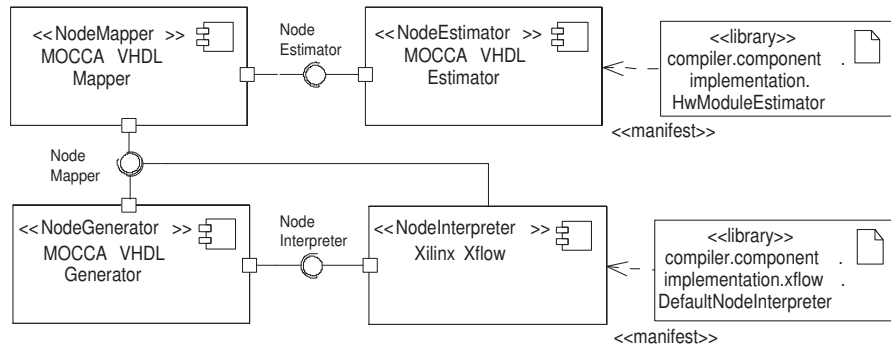 <<NodeMapper >>
MOCCA VHDL
Mapper
Node
Estimator
<<NodeEstimator >>
MOCCA VHDL
Estimator
<<library>>
compiler.component .
implementation.
HwModuleEstimator
<<manifest>>
Node
Mapper
<<NodeGenerator >>
MOCCA VHDL
Generator
Node
Interpreter
<<NodeInterpreter >>
Xilinx Xflow
<<library>>
compiler.component .
implementation.xflow .
DefaultNodeInterpreter
<<manifest>>